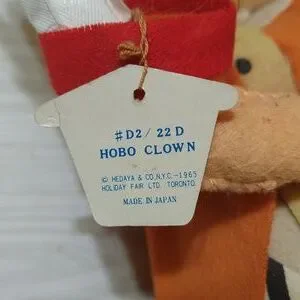 #D2/22D
HOBO CLOWN
© HEDAYA & CO, N.Y.C.-1965
HOLIDAY FAIR LTD. TORONTO.
MADE IN JAPAN